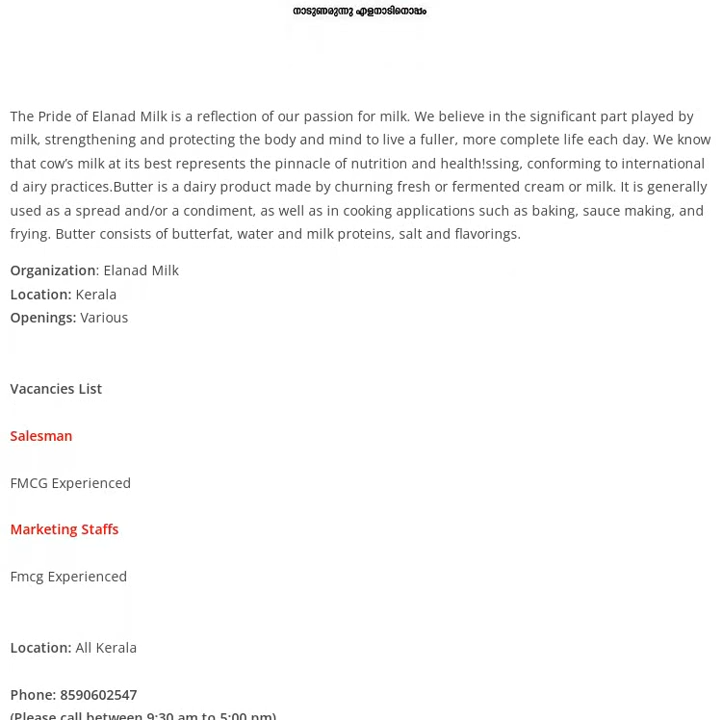 നാടുണരുന്നു എളനാടിനൊപ്പം
The Pride of Elanad Milk is a reflection of our passion for milk. We believe in the significant part played by
milk, strengthening and protecting the body and mind to live a fuller, more complete life each day. We know
that cow’s milk at its best represents the pinnacle of nutrition and health!ssing, conforming to international
d airy practices.Butter is a dairy product made by churning fresh or fermented cream or milk. It is generally
used as a spread and/or a condiment, as well as in cooking applications such as baking, sauce making, and
frying. Butter consists of butterfat, water and milk proteins, salt and flavorings.
Organization: Elanad Milk
Location: Kerala
Openings: Various
Vacancies List
Salesman
FMCG Experienced
Marketing Staffs
Fmcg Experienced
Location: All Kerala
Phone: 8590602547
(Please call between 9:30 am to 5:00 pm)